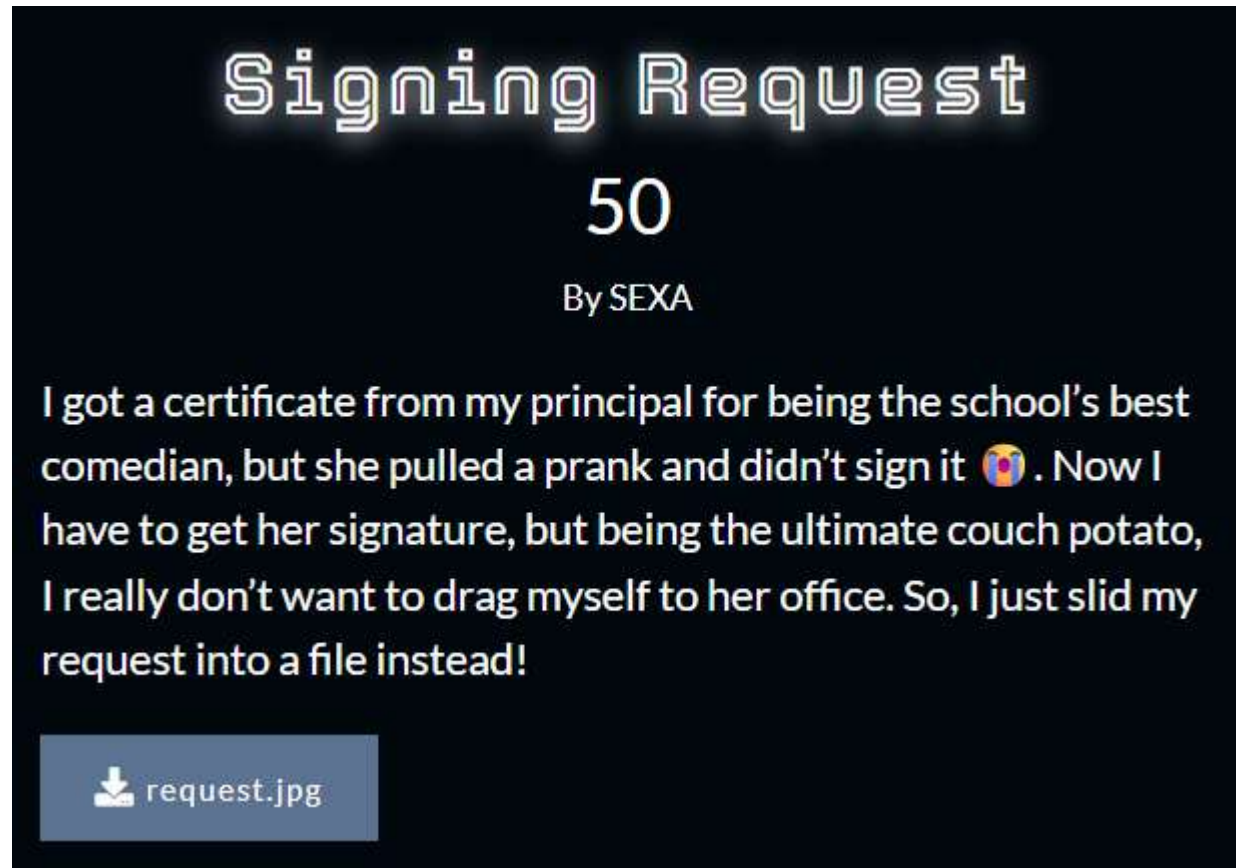 Signing Request
50
By SEXA
I got a certificate from my principal for being the school’s best
comedian, but she pulled a prank and didn’t sign it 😭 . Now I
have to get her signature, but being the ultimate couch potato,
I really don’t want to drag myself to her office. So, I just slid my
request into a file instead!
request.jpg